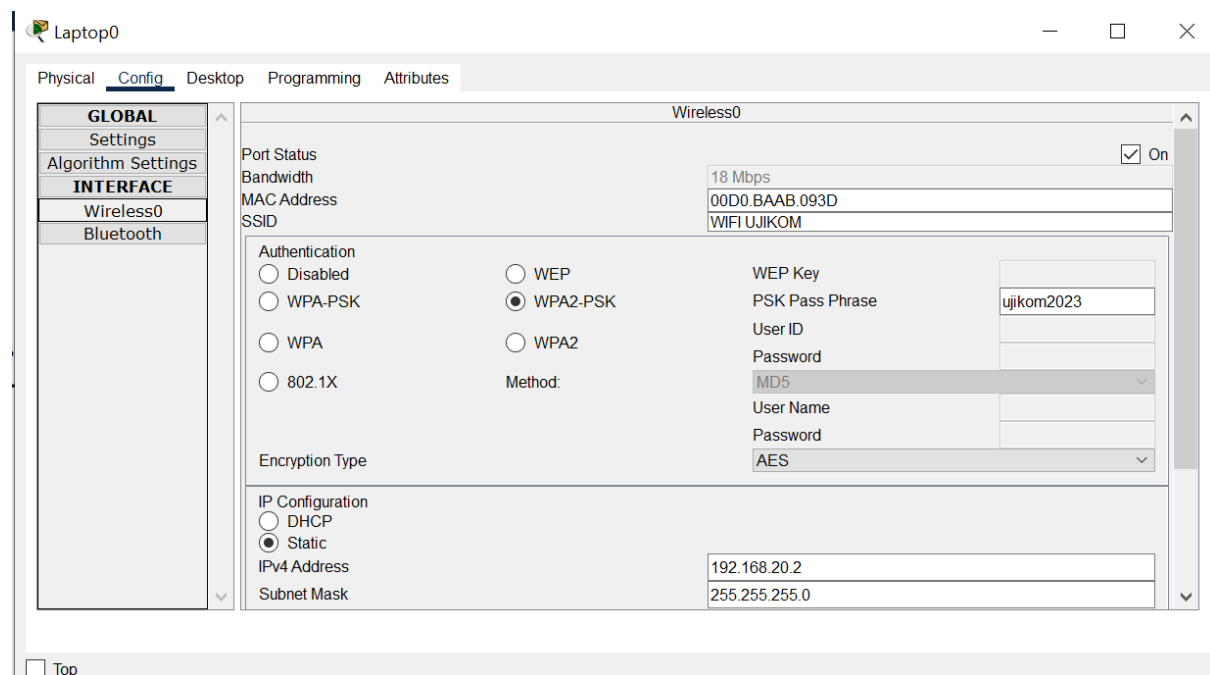 Laptop0
Physical Config Desktop Programming Attributes
GLOBAL
Settings
Algorithm Settings
INTERFACE
Wireless0
Bluetooth
Wireless0
Port Status On
Bandwidth 18 Mbps
MAC Address 00D0.BAAB.093D
SSID WIFI UJIKOM
Authentication
Disabled WEP WEP Key
WPA-PSK WPA2-PSK PSK Pass Phrase ujikom2023
User ID
WPA WPA2
Password
802.1X Method: MD5
User Name
Password
Encryption Type AES
IP Configuration
DHCP
Static
IPv4 Address 192.168.20.2
Subnet Mask 255.255.255.0
Top